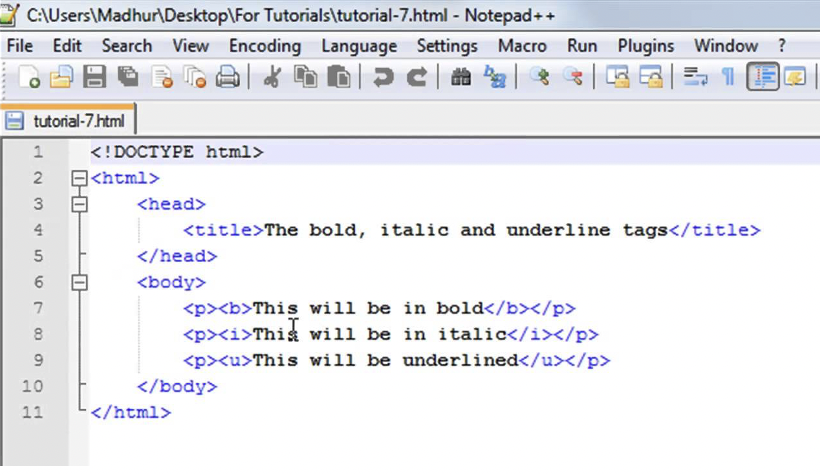 C:\Users\Madhur\Desktop\For Tutorials\tutorial-7.html - Notepad++
File Edit Search View Encoding Language Settings Macro Run Plugins Window ?
tutorial-7.html
1 <!DOCTYPE html>
2 <html>
3 <head>
4 <title>The bold, italic and underline tags</title>
5 </head>
6 <body>
7 <p><b>This will be in bold</b></p>
8 <p><i>This will be in italic</i></p>
9 <p><u>This will be underlined</u></p>
10 </body>
11 </html>